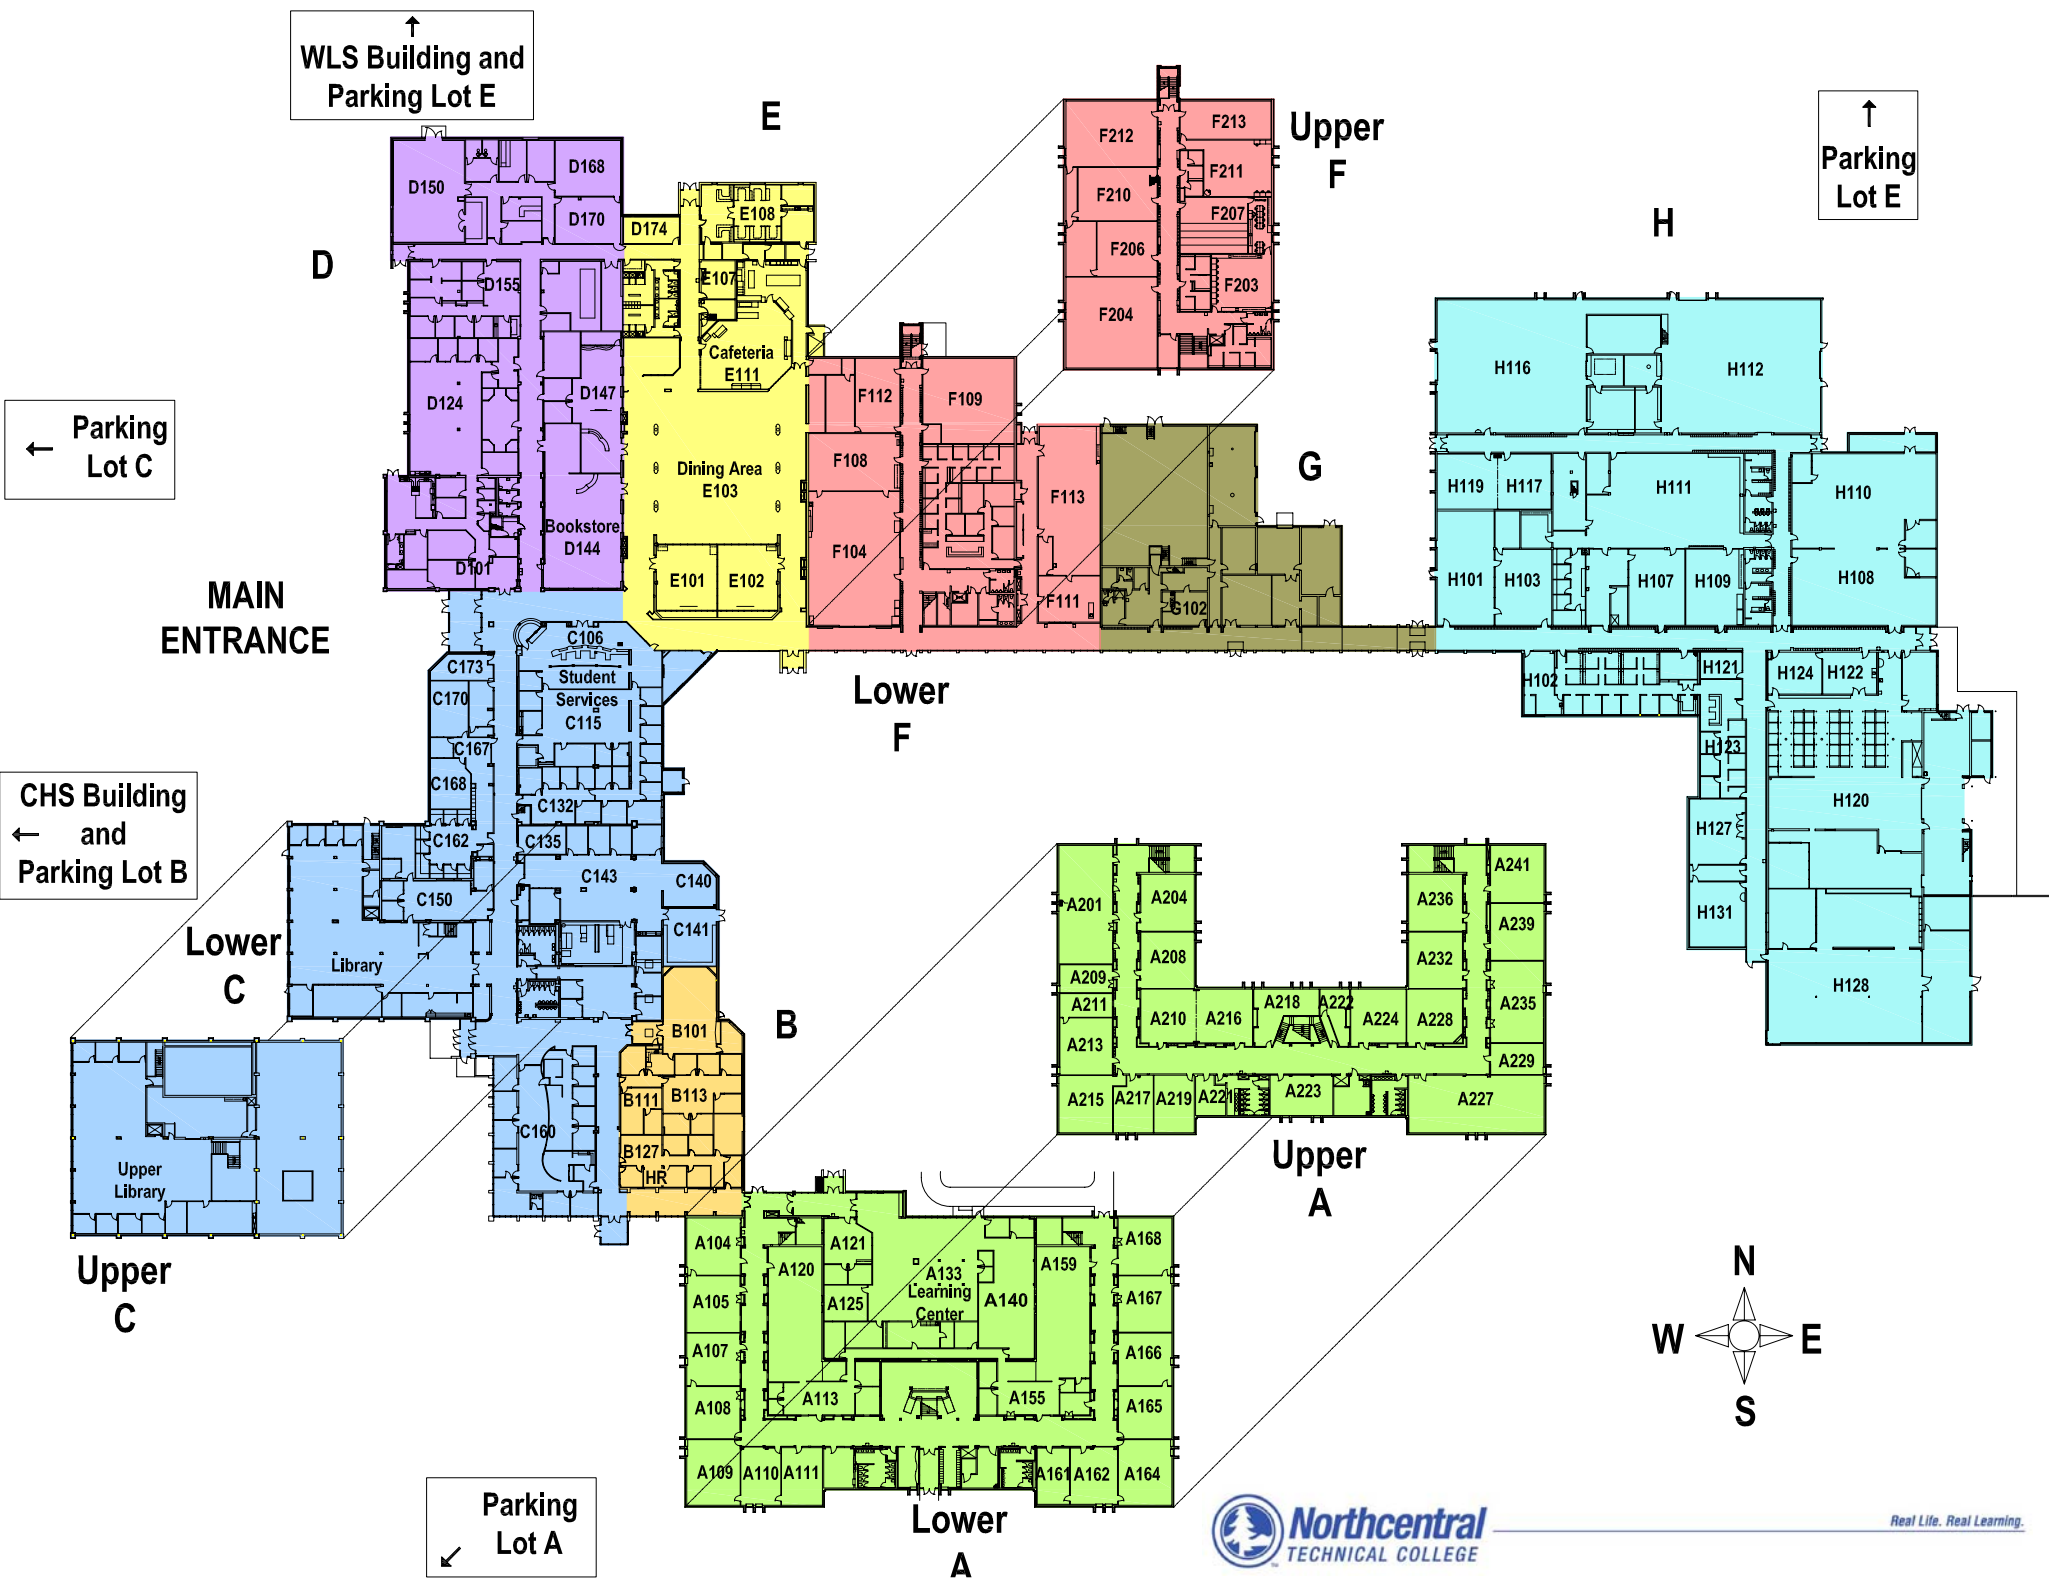 WLS Building and
Parking Lot E
E
Upper
F
Parking
Lot E
H
D
Parking
Lot C
G
MAIN
ENTRANCE
Lower
F
CHS Building
and
Parking Lot B
Lower
C
B
Upper
C
Upper
A
Lower
A
Parking
Lot A
N
W E
S
D150
D168
D170
D174
D155
D124
D147
Bookstore
D144
D101
E108
E107
Cafeteria
E111
Dining Area
E103
E101
E102
F212
F213
F211
F210
F207
F206
F203
F204
F112
F109
F108
F104
F113
F111
G102
H116
H112
H119
H117
H111
H110
H101
H103
H107
H109
H108
H102
H121
H124
H122
H123
H120
H127
H131
H128
C106
Student
Services
C115
C173
C170
C167
C168
C132
C135
C162
C143
C140
C150
C141
Library
C160
Upper
Library
B101
B111
B113
B127
HR
A201
A204
A236
A241
A239
A208
A232
A209
A211
A235
A210
A216
A218
A222
A224
A228
A213
A229
A215
A217
A219
A221
A223
A227
A104
A121
A120
A133
Learning
Center
A159
A168
A105
A125
A140
A167
A107
A166
A108
A113
A155
A165
A109
A110
A111
A161
A162
A164
Northcentral
TECHNICAL COLLEGE
Real Life. Real Learning.